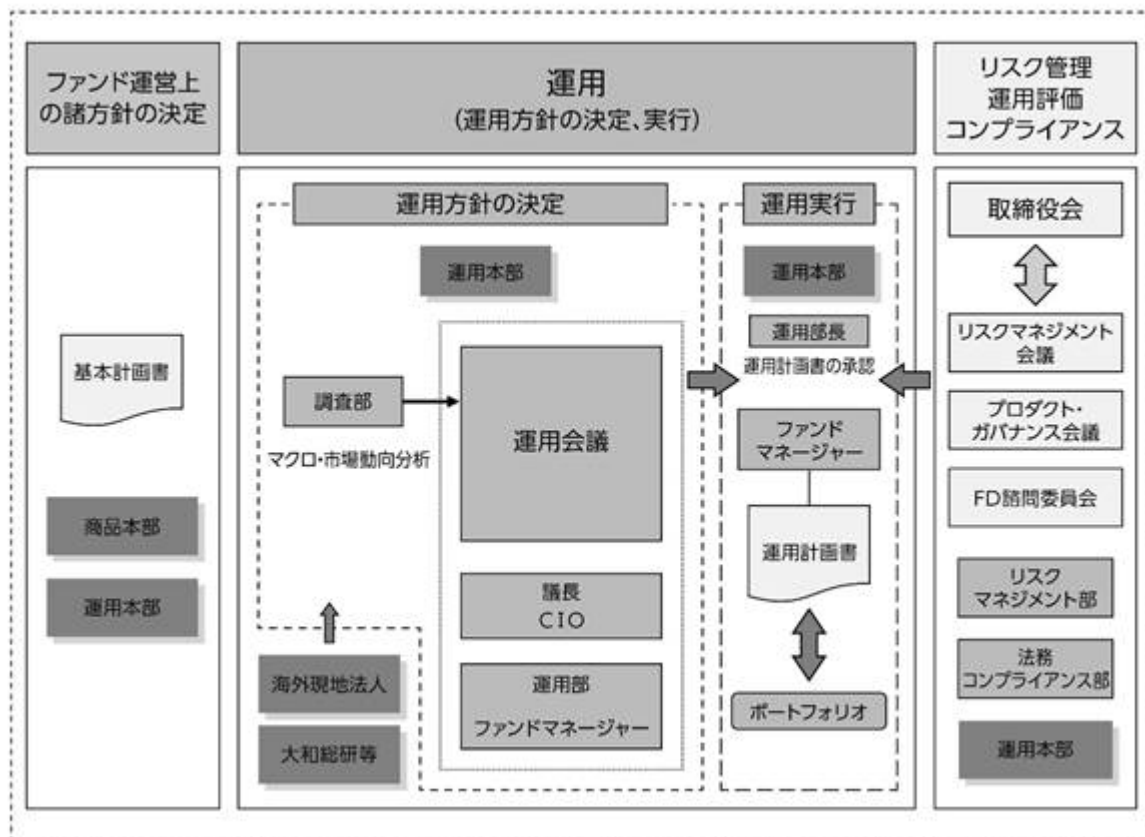 ファンド運営上
の諸方針の決定
運用
(運用方針の決定、実行)
リスク管理
運用評価
コンプライアンス
基本計画書
商品本部
運用本部
運用方針の決定
運用本部
調査部
マクロ・市場動向分析
運用会議
議長
CIO
運用部
ファンドマネージャー
海外現地法人
大和総研等
運用実行
運用本部
運用部長
運用計画書の承認
ファンド
マネージャー
運用計画書
ポートフォリオ
取締役会
リスクマネジメント
会議
プロダクト・
ガバナンス会議
FD諮問委員会
リスク
マネジメント部
法務
コンプライアンス部
運用本部